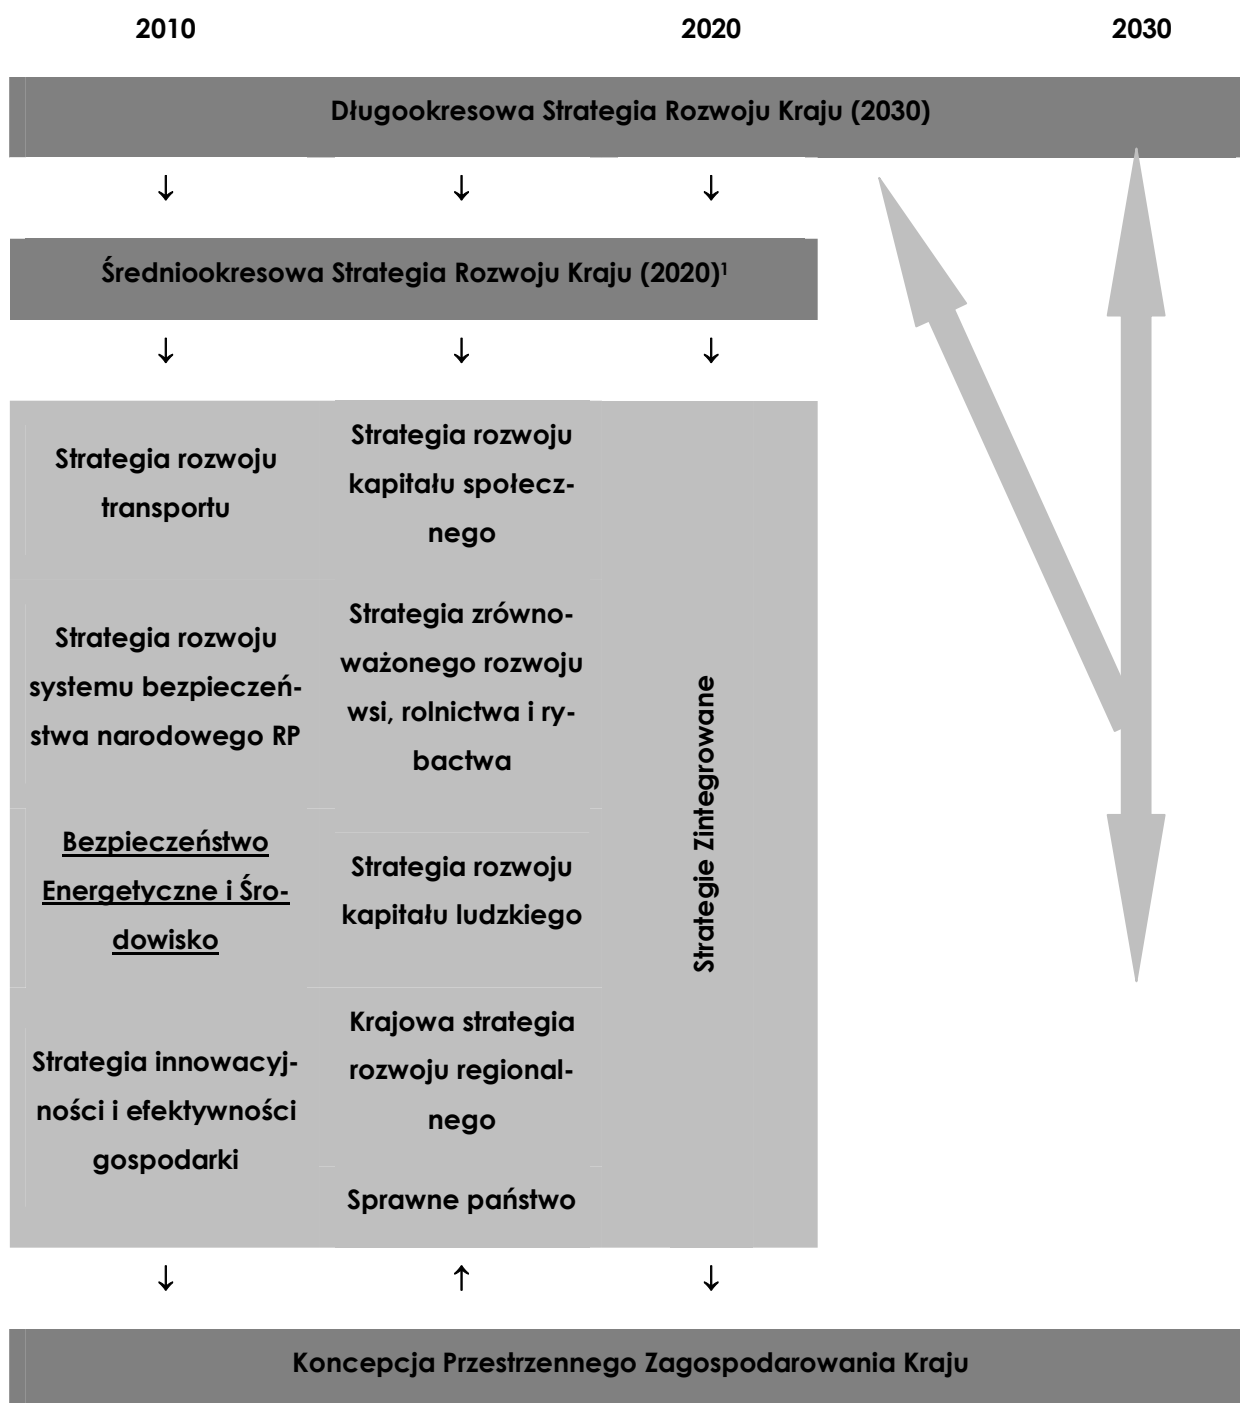 2010 2020 2030
Długookresowa Strategia Rozwoju Kraju (2030)
↓ ↓ ↓
Średniookresowa Strategia Rozwoju Kraju (2020)¹
↓ ↓ ↓
Strategia rozwoju
transportu
Strategia rozwoju
kapitału społecz-
nego
Strategia rozwoju
systemu bezpieczeń-
stwa narodowego RP
Strategia zrówno-
ważonego rozwoju
wsi, rolnictwa i ry-
bactwa
Bezpieczeństwo
Energetyczne i Śro-
dowisko
Strategia rozwoju
kapitału ludzkiego
Strategia innowacyj-
ności i efektywności
gospodarki
Krajowa strategia
rozwoju regional-
nego
Sprawne państwo
Strategie Zintegrowane
↓ ↑ ↓
Koncepcja Przestrzennego Zagospodarowania Kraju